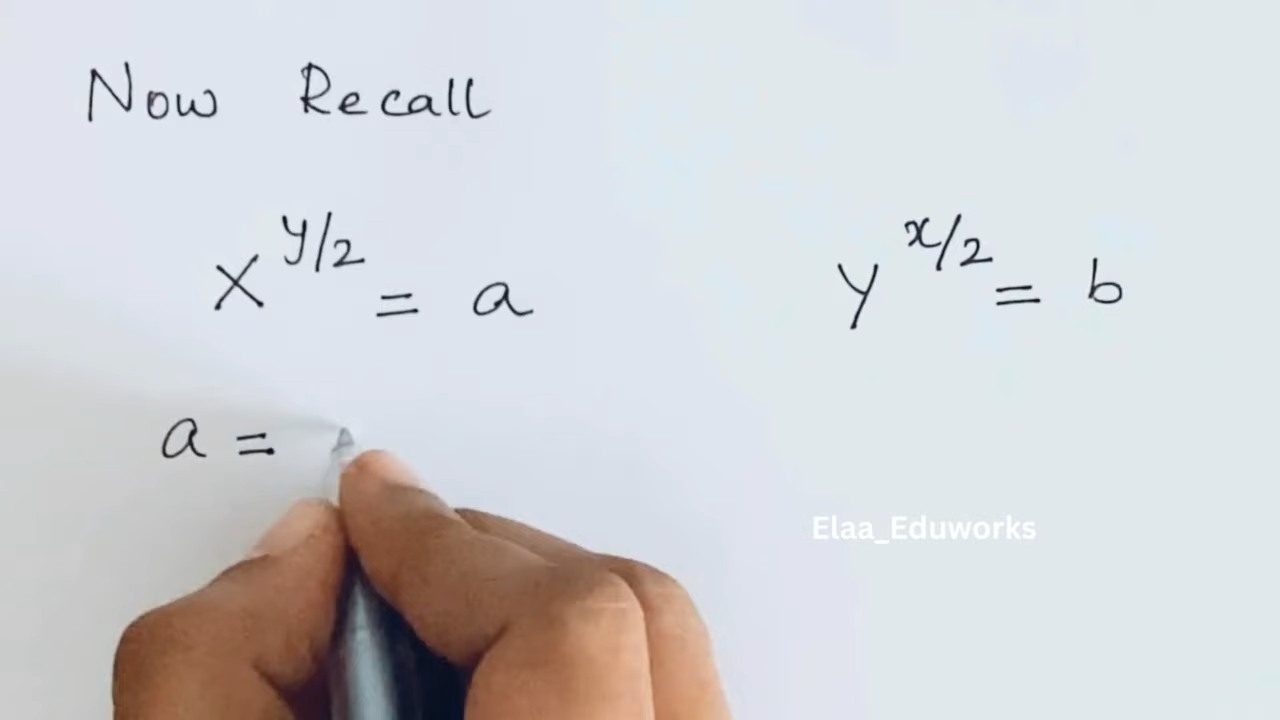 Now Recall
x^{y/2} = a    y^{x/2} = b
a =
Elaa_Eduworks